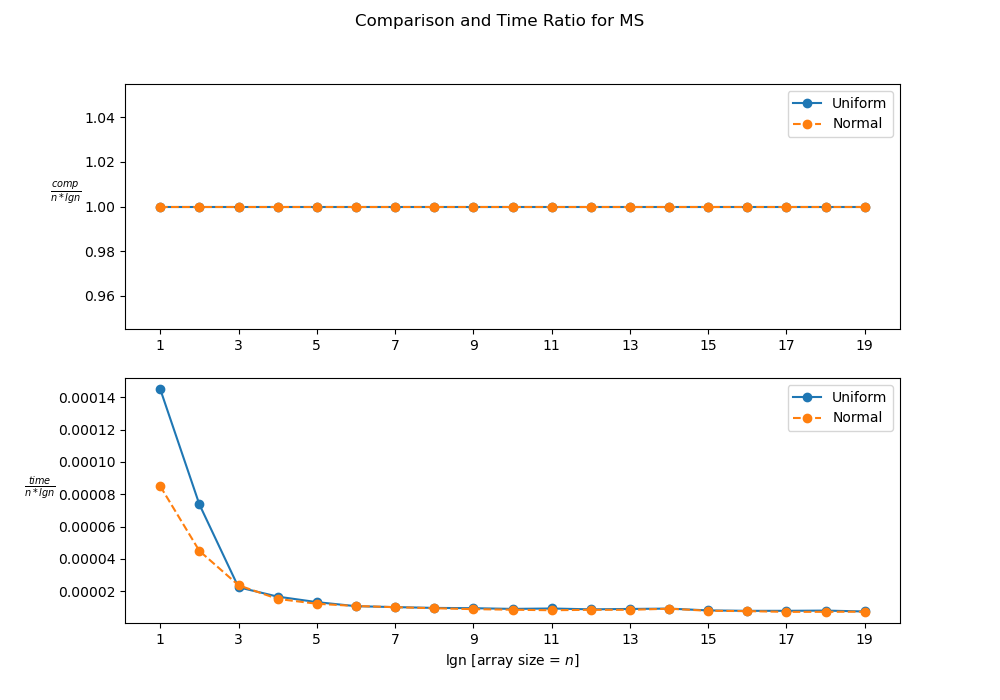 Comparison and Time Ratio for MS
Uniform
Normal
1.04
1.02
1.00
0.98
0.96
comp
n * lgn
1 3 5 7 9 11 13 15 17 19
Uniform
Normal
0.00014
0.00012
0.00010
0.00008
0.00006
0.00004
0.00002
time
n * lgn
1 3 5 7 9 11 13 15 17 19
lgn [array size = n]